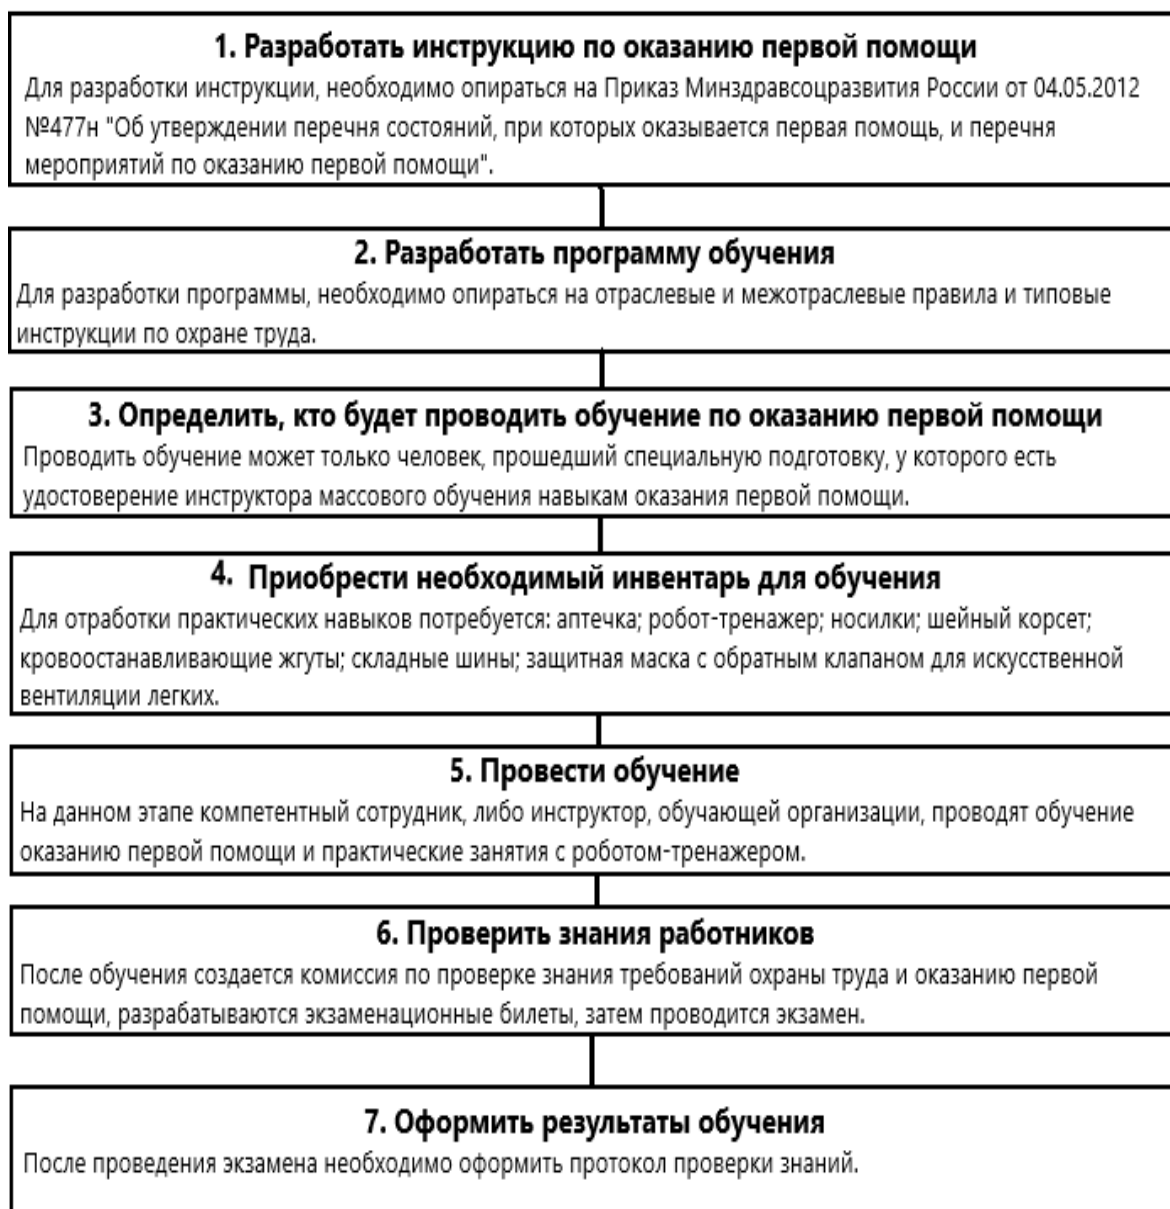 1. Разработать инструкцию по оказанию первой помощи
Для разработки инструкции, необходимо опираться на Приказ Минздравсоцразвития России от 04.05.2012
№477н "Об утверждении перечня состояний, при которых оказывается первая помощь, и перечня
мероприятий по оказанию первой помощи".
2. Разработать программу обучения
Для разработки программы, необходимо опираться на отраслевые и межотраслевые правила и типовые
инструкции по охране труда.
3. Определить, кто будет проводить обучение по оказанию первой помощи
Проводить обучение может только человек, прошедший специальную подготовку, у которого есть
удостоверение инструктора массового обучения навыкам оказания первой помощи.
4. Приобрести необходимый инвентарь для обучения
Для отработки практических навыков потребуется: аптечка; робот-тренажер; носилки; шейный корсет;
кровоостанавливающие жгуты; складные шины; защитная маска с обратным клапаном для искусственной
вентиляции легких.
5. Провести обучение
На данном этапе компетентный сотрудник, либо инструктор, обучающей организации, проводят обучение
оказанию первой помощи и практические занятия с роботом-тренажером.
6. Проверить знания работников
После обучения создается комиссия по проверке знания требований охраны труда и оказанию первой
помощи, разрабатываются экзаменационные билеты, затем проводится экзамен.
7. Оформить результаты обучения
После проведения экзамена необходимо оформить протокол проверки знаний.